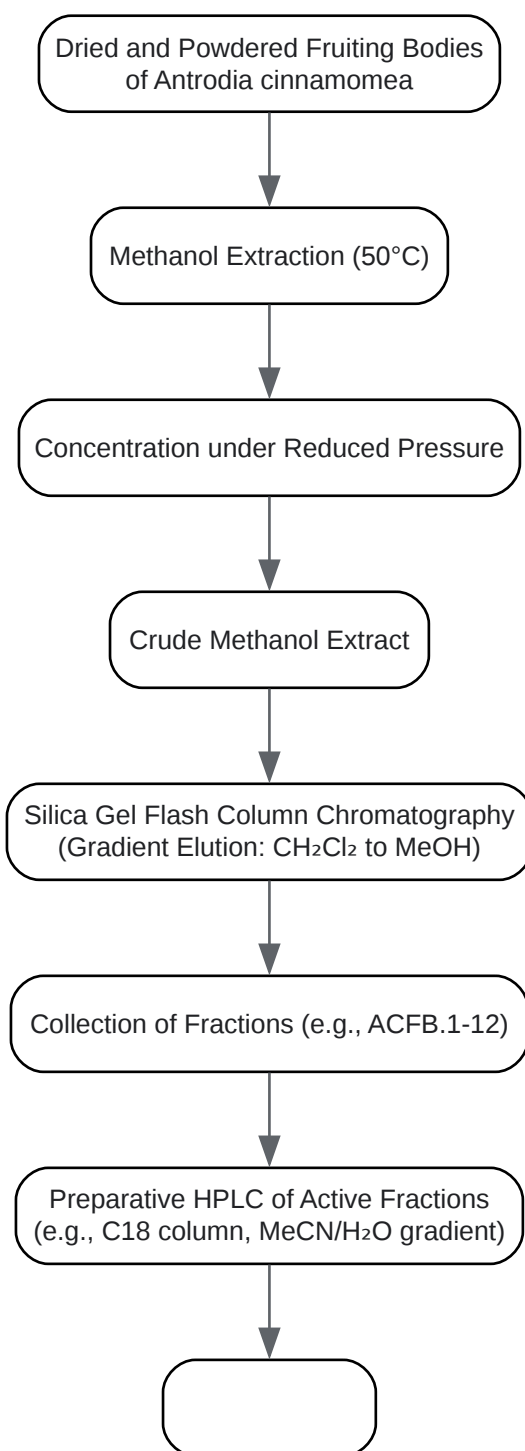 Dried and Powdered Fruiting Bodies
of Antrodia cinnamomea
Methanol Extraction (50°C)
Concentration under Reduced Pressure
Crude Methanol Extract
Silica Gel Flash Column Chromatography
(Gradient Elution: CH₂Cl₂ to MeOH)
Collection of Fractions (e.g., ACFB.1-12)
Preparative HPLC of Active Fractions
(e.g., C18 column, MeCN/H₂O gradient)